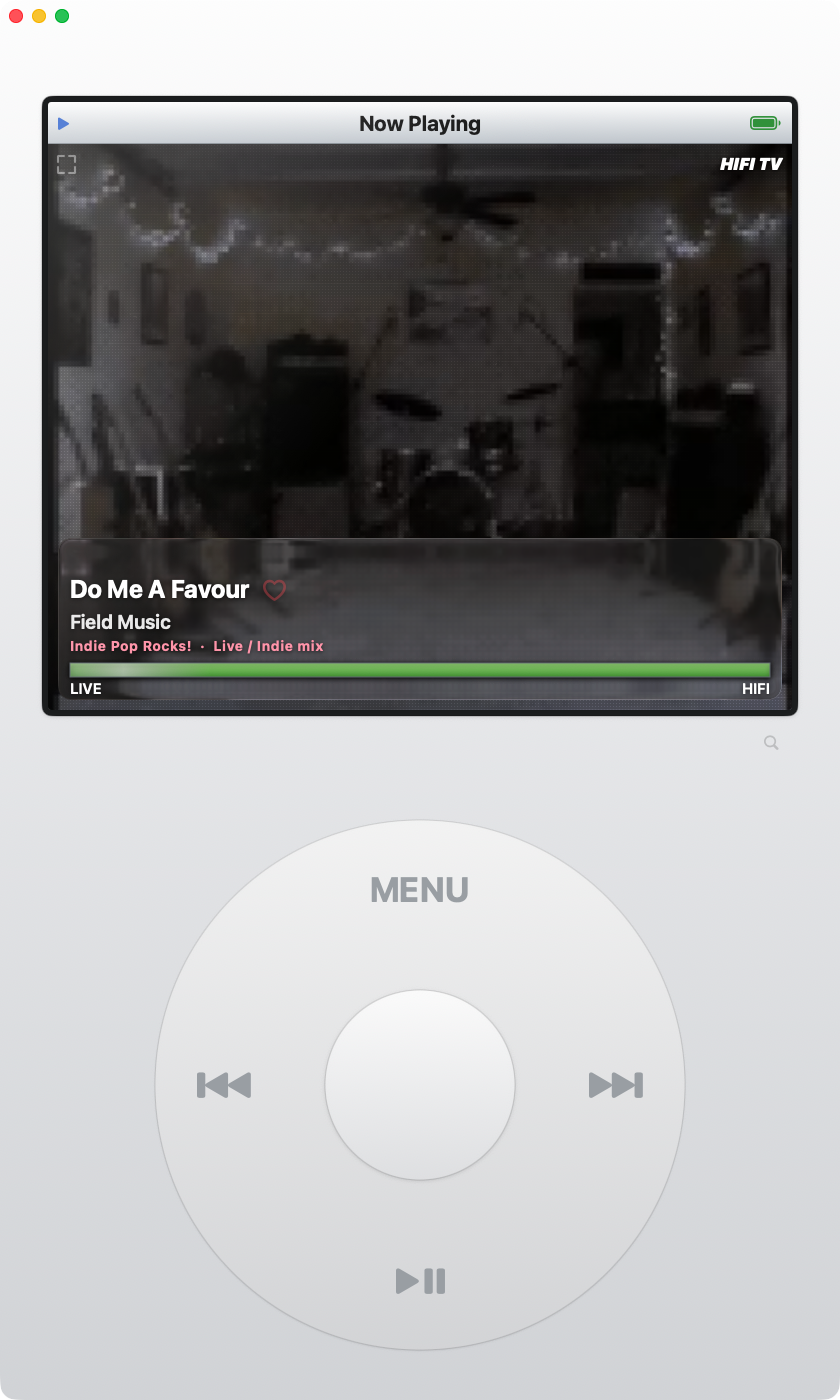 Now Playing
HIFI TV
Do Me A Favour
Field Music
Indie Pop Rocks! · Live / Indie mix
LIVE HIFI
MENU